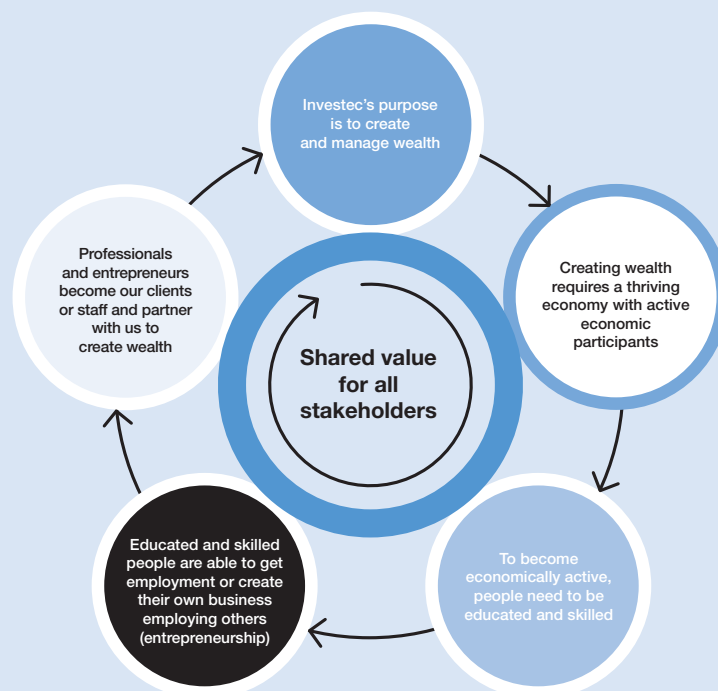 Investec's purpose
is to create
and manage wealth
Creating wealth
requires a thriving
economy with active
economic
participants
To become
economically active,
people need to be
educated and skilled
Educated and skilled
people are able to get
employment or create
their own business
employing others
(entrepreneurship)
Professionals
and entrepreneurs
become our clients
or staff and partner
with us to
create wealth
Shared value
for all
stakeholders